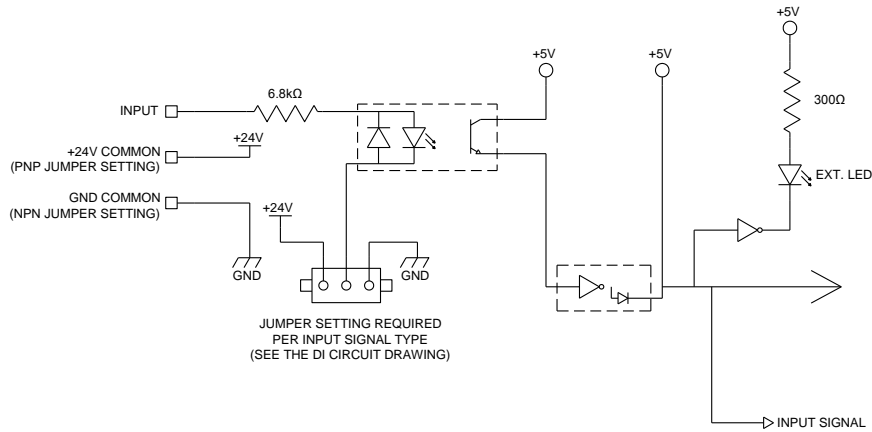 +5V
+5V
+5V
6.8kΩ
INPUT
300Ω
+24V COMMON
(PNP JUMPER SETTING)
+24V
EXT. LED
GND COMMON
(NPN JUMPER SETTING)
+24V
GND
GND
JUMPER SETTING REQUIRED
PER INPUT SIGNAL TYPE
(SEE THE DI CIRCUIT DRAWING)
INPUT SIGNAL